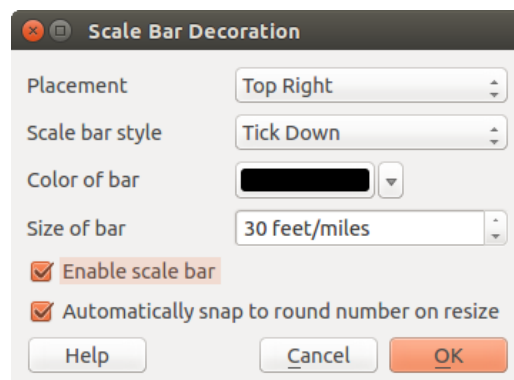 Scale Bar Decoration
Placement Top Right
Scale bar style Tick Down
Color of bar
Size of bar 30 feet/miles
Enable scale bar
Automatically snap to round number on resize
Help Cancel OK